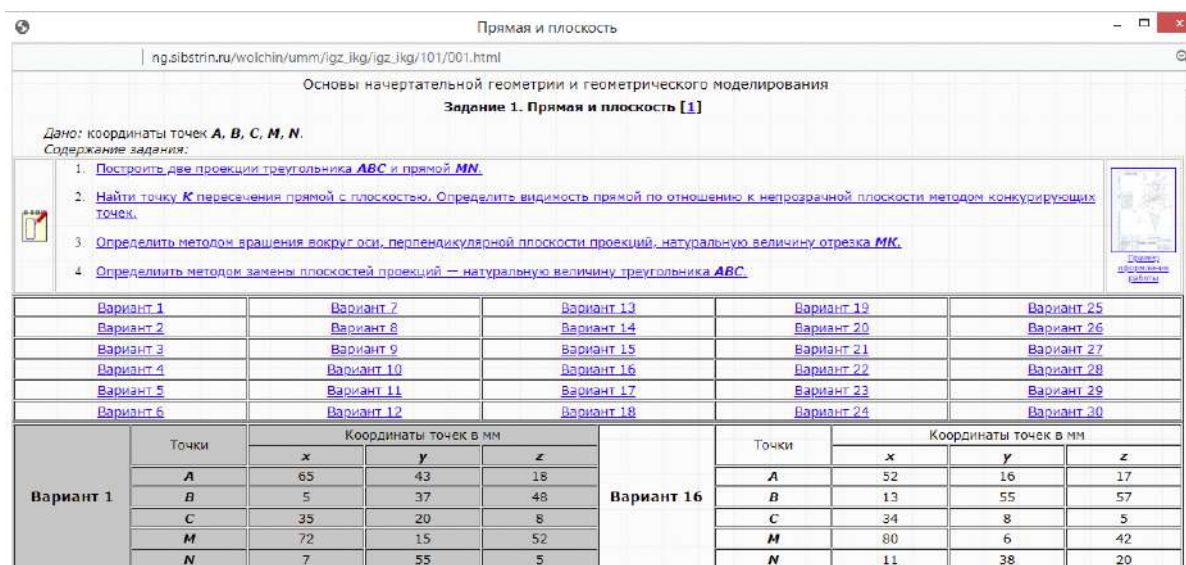 Прямая и плоскость
ng.sibstrin.ru/wolchin/umm/igz_ikg/igz_ikg/101/001.html
Основы начертательной геометрии и геометрического моделирования
Задание 1. Прямая и плоскость [1]
Дано: координаты точек A, B, C, M, N.
Содержание задания:
1. Построить две проекции треугольника ABC и прямой MN.
2. Найти точку K пересечения прямой с плоскостью. Определить видимость прямой по отношению к непрозрачной плоскости методом конкурирующих
точек.
3. Определить методом вращения вокруг оси, перпендикулярной плоскости проекций, натуральную величину отрезка MK.
4. Определиить методом замены плоскостей проекций — натуральную величину треугольника ABC.
Пример
оформления
работы
Вариант 1 Вариант 7 Вариант 13 Вариант 19 Вариант 25
Вариант 2 Вариант 8 Вариант 14 Вариант 20 Вариант 26
Вариант 3 Вариант 9 Вариант 15 Вариант 21 Вариант 27
Вариант 4 Вариант 10 Вариант 16 Вариант 22 Вариант 28
Вариант 5 Вариант 11 Вариант 17 Вариант 23 Вариант 29
Вариант 6 Вариант 12 Вариант 18 Вариант 24 Вариант 30
Точки Координаты точек в мм Точки Координаты точек в мм
x y z x y z
A 65 43 18 A 52 16 17
Вариант 1 B 5 37 48 Вариант 16 B 13 55 57
C 35 20 8 C 34 8 5
M 72 15 52 M 80 6 42
N 7 55 5 N 11 38 20